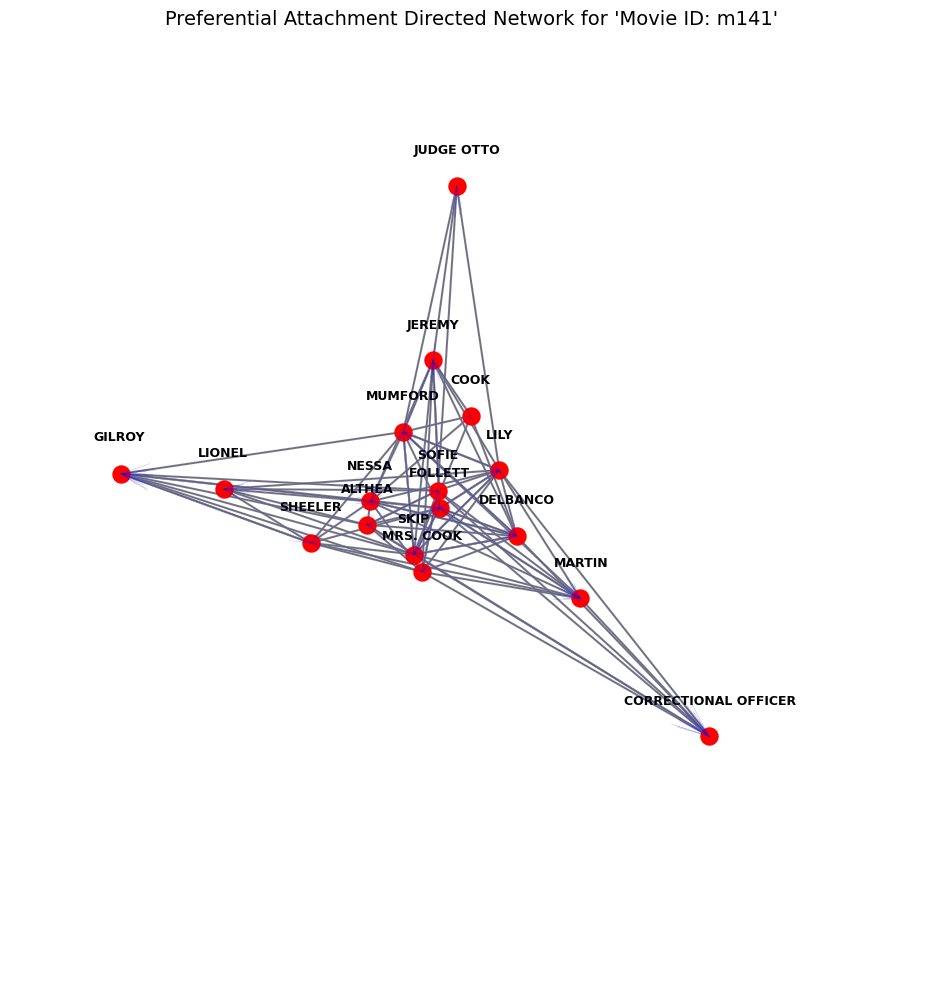 Preferential Attachment Directed Network for 'Movie ID: m141'
JUDGE OTTO
JEREMY
COOK
MUMFORD
LILY
GILROY
LIONEL
SOFIE
NESSA
FOLLETT
ALTHEA
DELBANCO
SHEELER
SKIP
MRS. COOK
MARTIN
CORRECTIONAL OFFICER